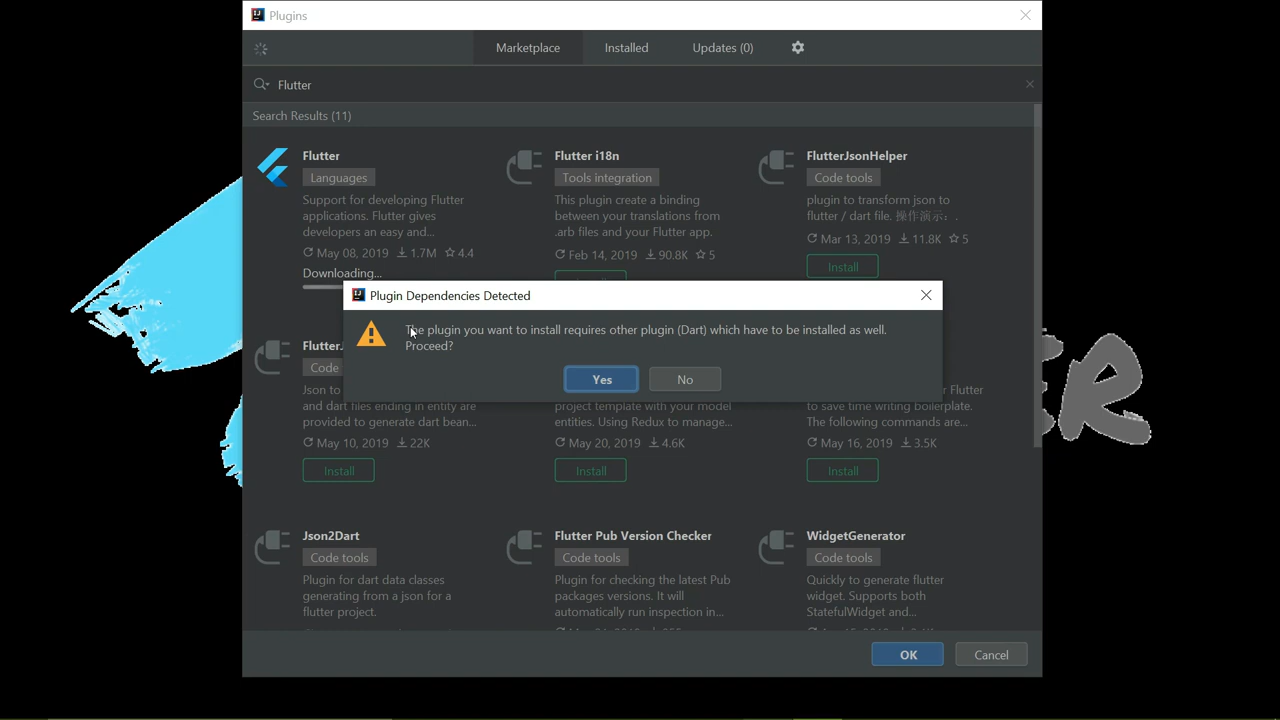 Plugins
Marketplace
Installed
Updates (0)
Flutter
Search Results (11)
Flutter
Languages
Support for developing Flutter
applications. Flutter gives
developers an easy and...
May 08, 2019 1.7M 4.4
Downloading...
Flutter i18n
Tools integration
This plugin create a binding
between your translations from
.arb files and your Flutter app.
Feb 14, 2019 90.8K 5
FlutterJsonHelper
Code tools
plugin to transform json to
flutter / dart file. 操作演示：.
Mar 13, 2019 11.8K 5
Install
Plugin Dependencies Detected
The plugin you want to install requires other plugin (Dart) which have to be installed as well.
Proceed?
Yes
No
Flutter
Code
Json to
and dart files ending in entity are
provided to generate dart bean...
May 10, 2019 22K
Install
project template with your model
entities. Using Redux to manage...
May 20, 2019 4.6K
Install
Flutter
to save time writing boilerplate.
The following commands are...
May 16, 2019 3.5K
Install
Json2Dart
Code tools
Plugin for dart data classes
generating from a json for a
flutter project.
Flutter Pub Version Checker
Code tools
Plugin for checking the latest Pub
packages versions. It will
automatically run inspection in...
WidgetGenerator
Code tools
Quickly to generate flutter
widget. Supports both
StatefulWidget and...
OK
Cancel
ER